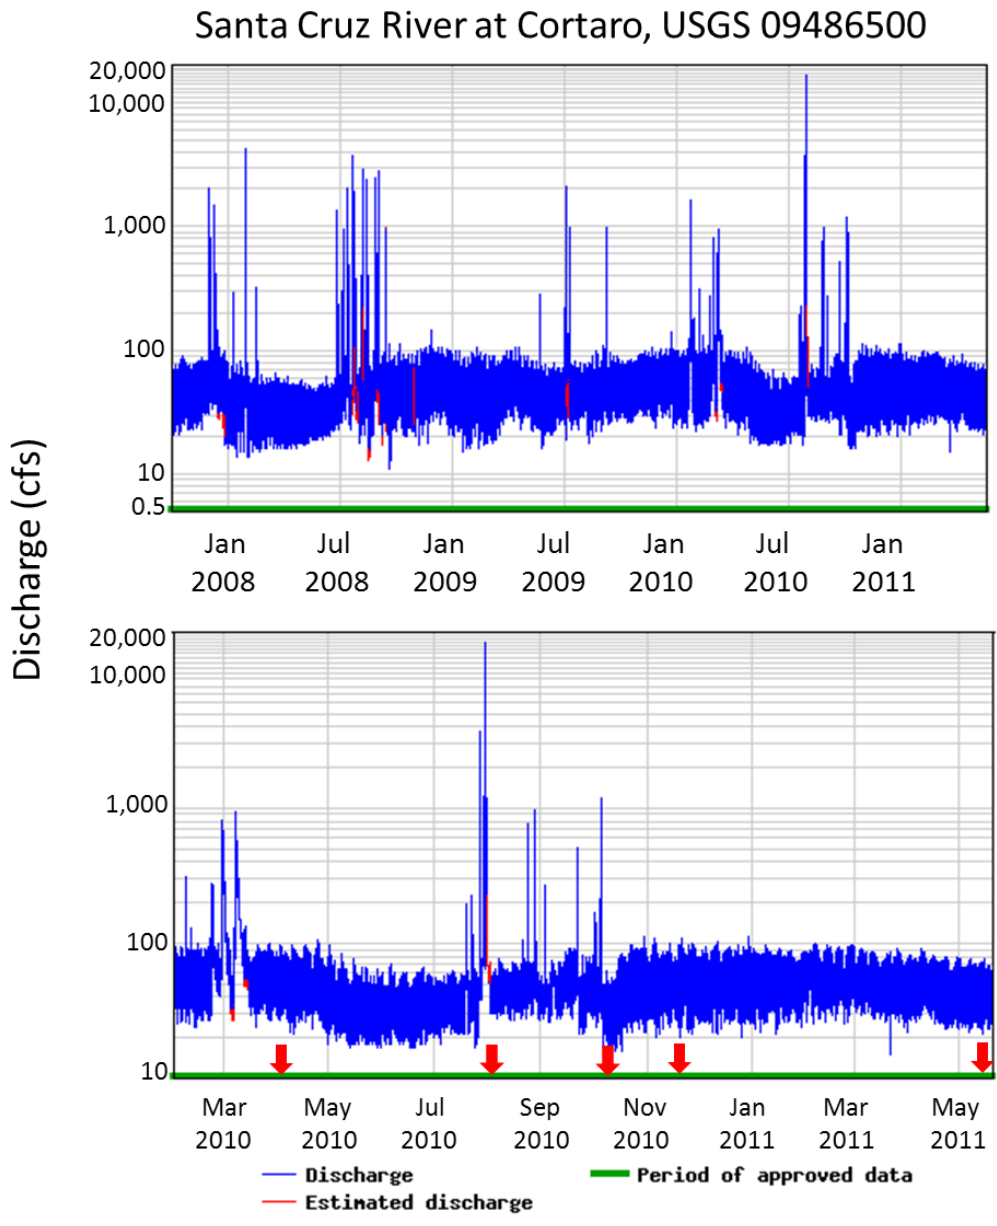 Santa Cruz River at Cortaro, USGS 09486500
Discharge (cfs)
20,000
10,000
1,000
100
10
0.5
Jan Jul Jan Jul Jan Jul Jan
2008 2008 2009 2009 2010 2010 2011
20,000
10,000
1,000
100
10
Mar May Jul Sep Nov Jan Mar May
2010 2010 2010 2010 2010 2011 2011 2011
Discharge Period of approved data
Estimated discharge